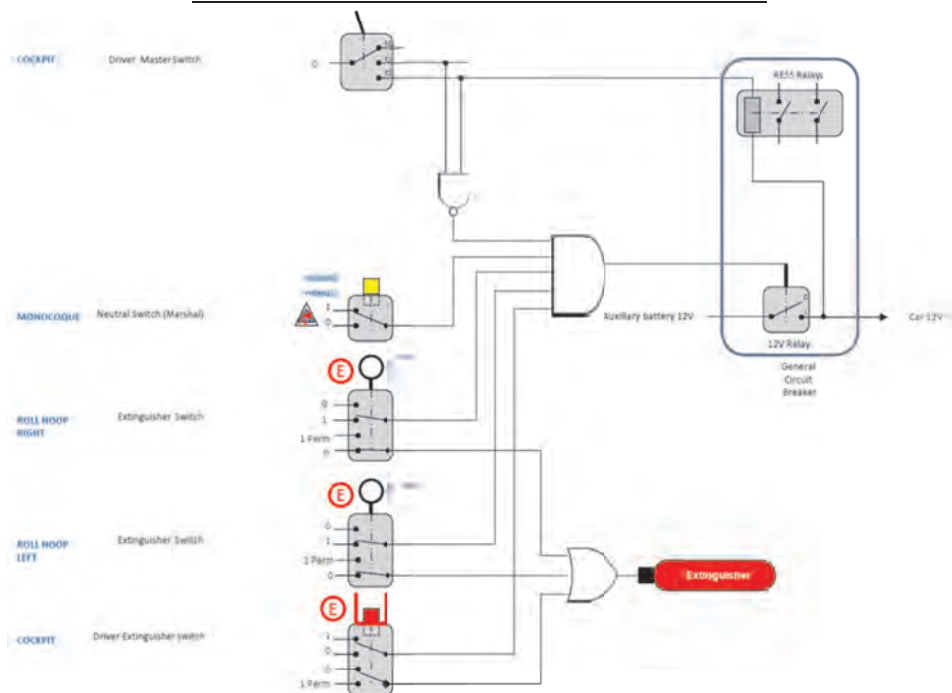 COCKPIT
Driver Master Switch
0
RESS Relays
MONOCOQUE
Neutral Switch (Marshal)
1
0
Auxiliary battery 12V
Car 12V
12V Relay
General
Circuit
Breaker
E
ROLL HOOP
RIGHT
Extinguisher Switch
0
1
1 Perm
0
E
ROLL HOOP
LEFT
Extinguisher Switch
0
1
1 Perm
0
Extinguisher
E
COCKPIT
Driver Extinguisher switch
1
0
0
1 Perm